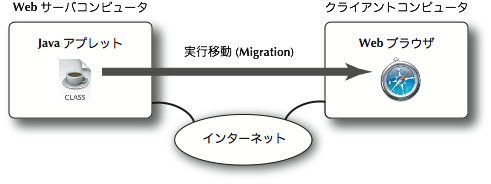 Web サーバコンピュータ
クライアントコンピュータ
Java アプレット
実行移動 (Migration)
Web ブラウザ
CLASS
インターネット